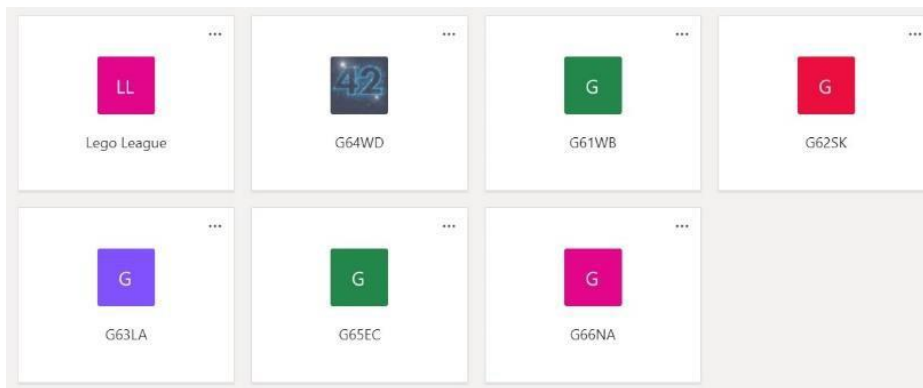 LL
Lego League
42
G64WD
G
G61WB
G
G62SK
G
G63LA
G
G65EC
G
G66NA